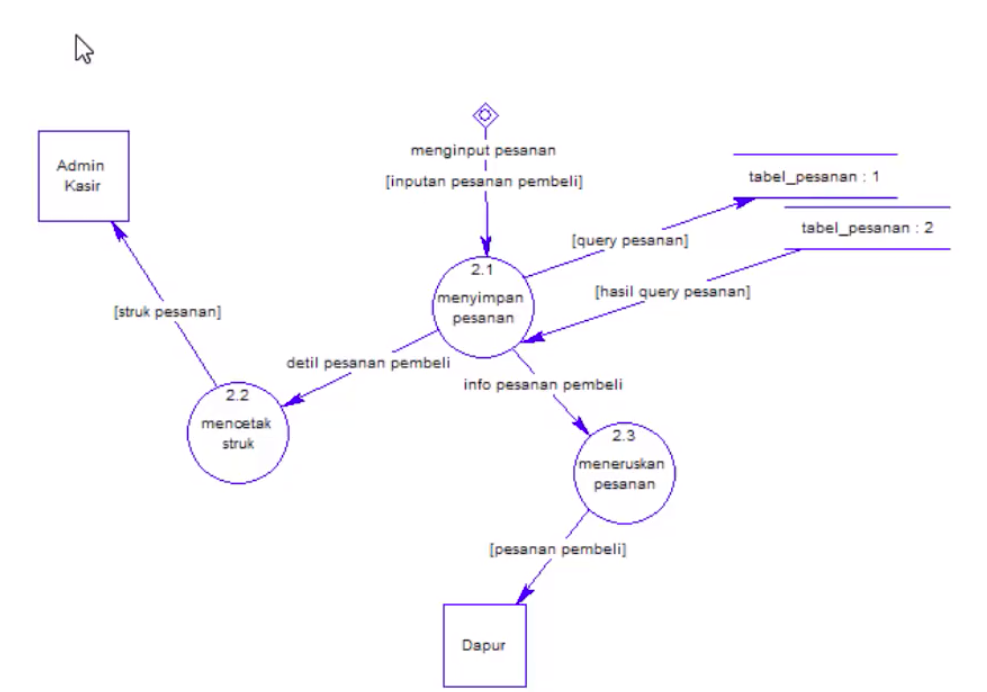 menginput pesanan
[inputan pesanan pembeli]
Admin
Kasir
tabel_pesanan : 1
tabel_pesanan : 2
[query pesanan]
[hasil query pesanan]
2.1
menyimpan
pesanan
[struk pesanan]
detil pesanan pembeli
info pesanan pembeli
2.2
mencetak
struk
2.3
meneruskan
pesanan
[pesanan pembeli]
Dapur